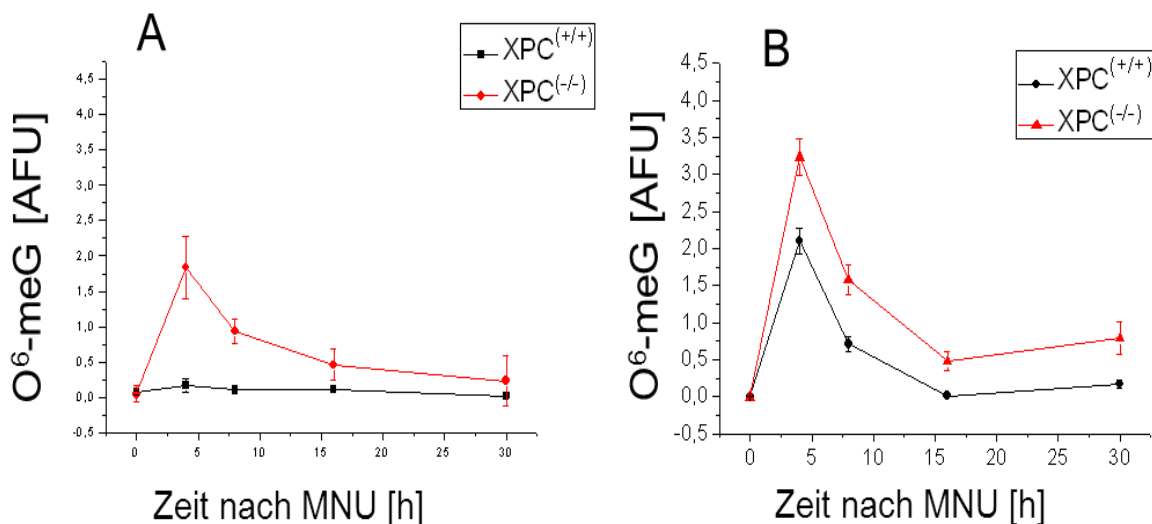 A
XPC(+/+)
XPC(-/-)
4,5
4,0
3,5
3,0
2,5
2,0
1,5
1,0
0,5
0,0
-0,5
O6-meG [AFU]
0 5 10 15 20 25 30
Zeit nach MNU [h]
B
XPC(+/+)
XPC(-/-)
4,5
4,0
3,5
3,0
2,5
2,0
1,5
1,0
0,5
0,0
-0,5
O6-meG [AFU]
0 5 10 15 20 25 30
Zeit nach MNU [h]